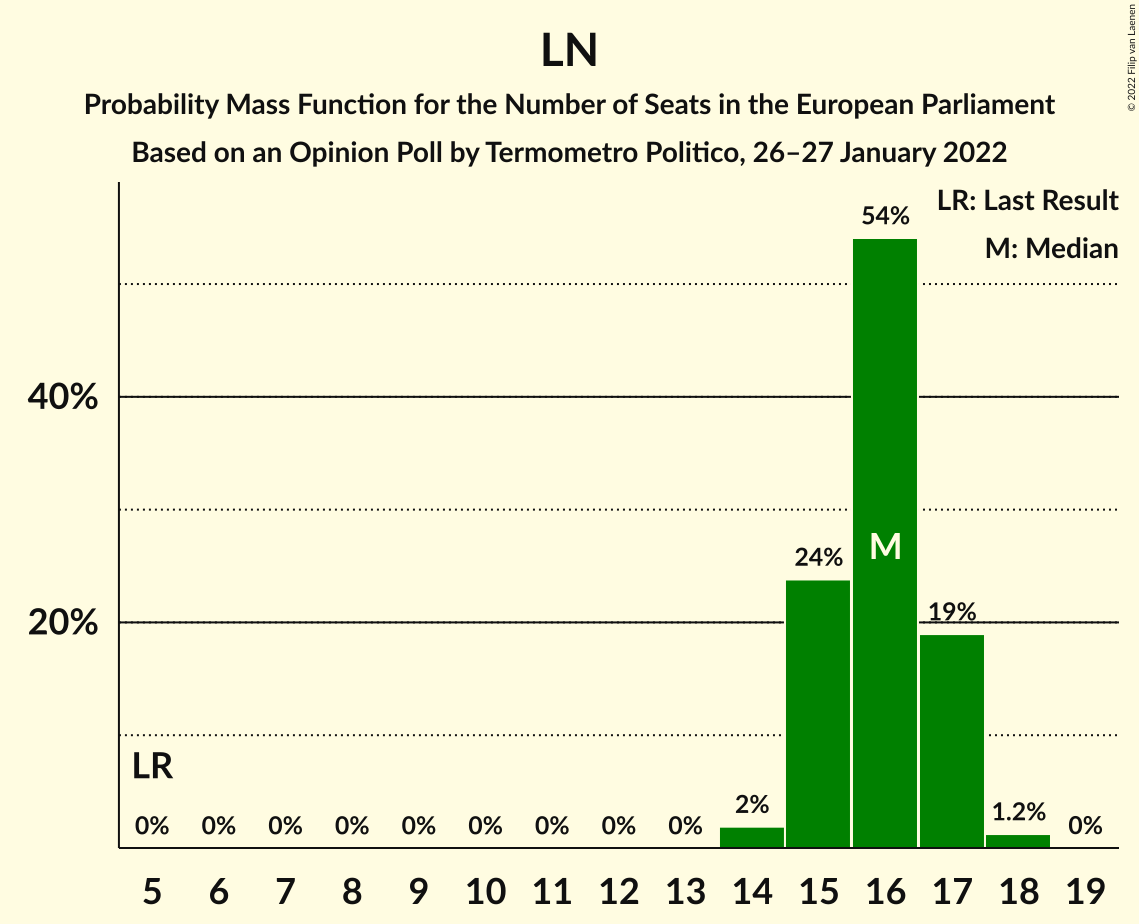 LN
Probability Mass Function for the Number of Seats in the European Parliament
Based on an Opinion Poll by Termometro Politico, 26–27 January 2022
© 2022 Filip van Laenen
LR: Last Result
M: Median
54%
40%
M
24%
20%
19%
LR
0% 0% 0% 0% 0% 0% 0% 0% 0% 2% 1.2% 0%
5 6 7 8 9 10 11 12 13 14 15 16 17 18 19